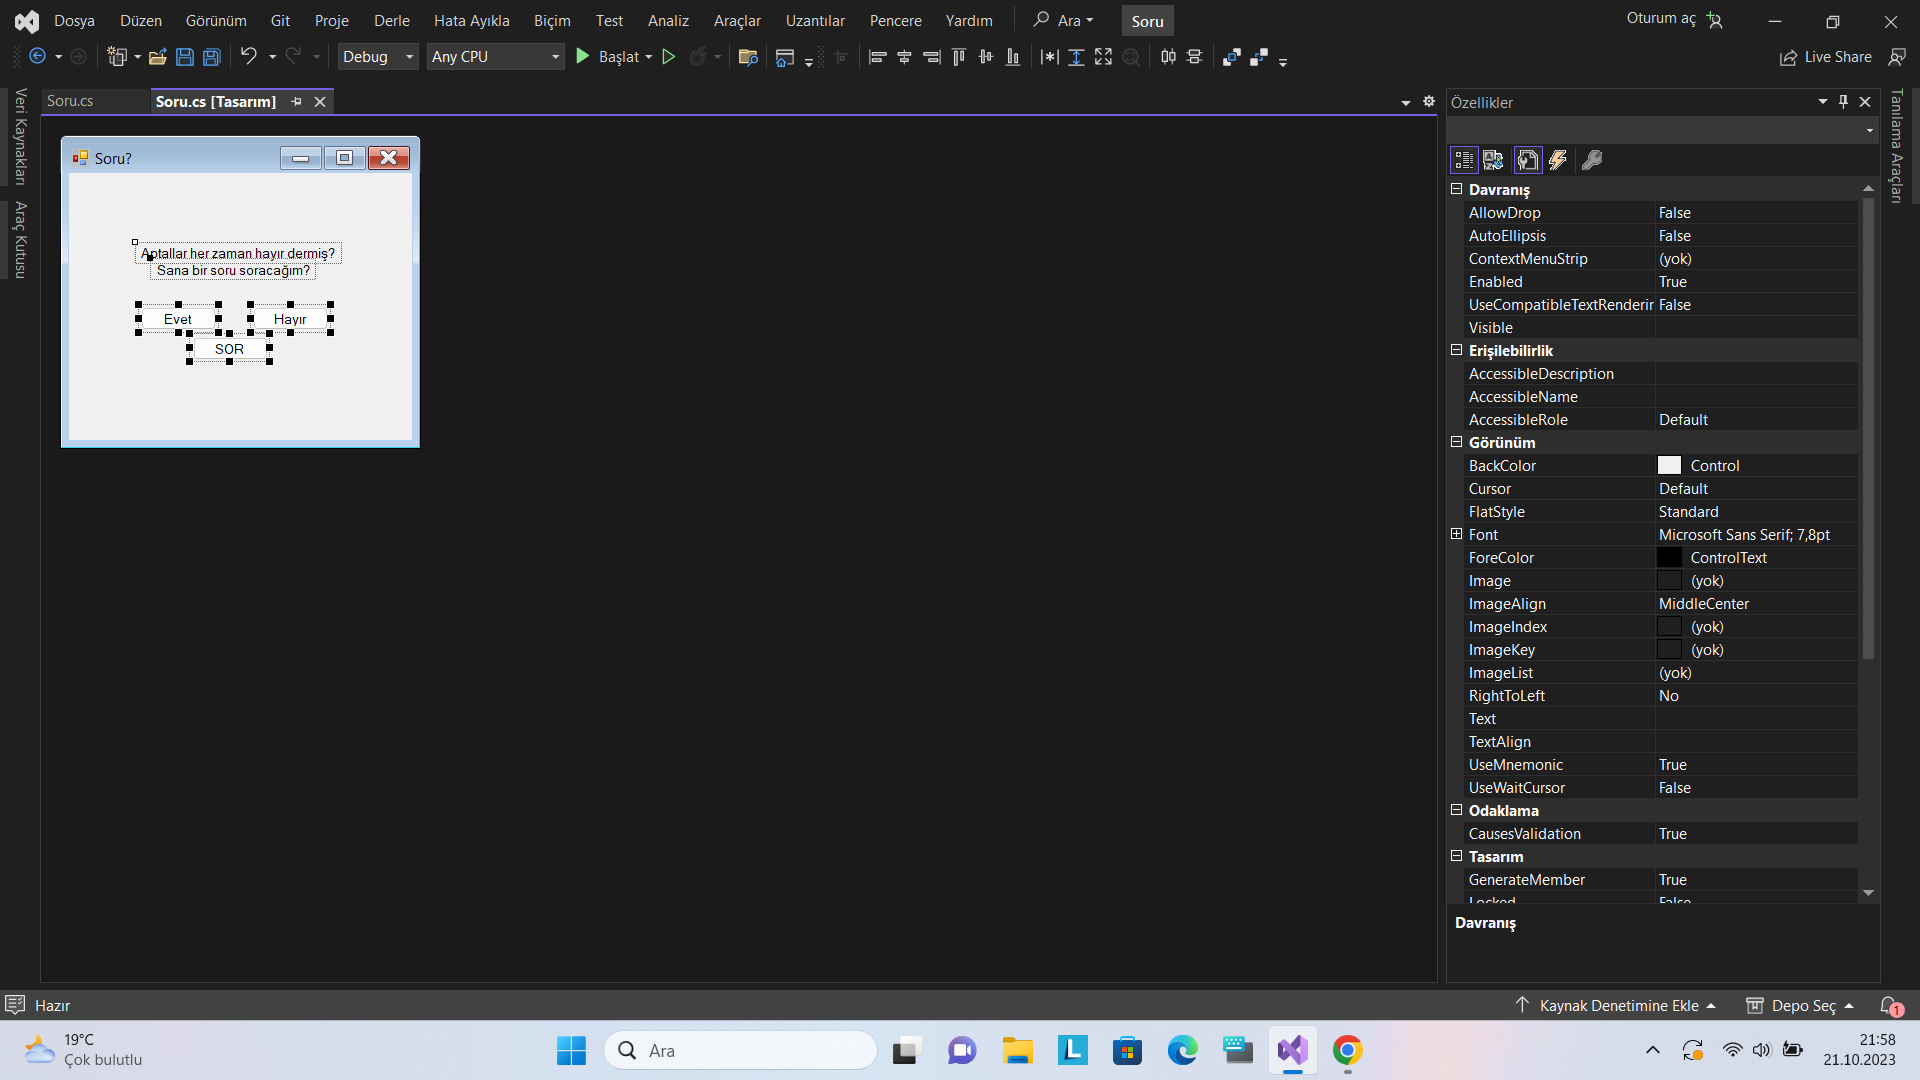 Dosya Düzen Görünüm Git Proje Derle Hata Ayıkla Biçim Test Analiz Araçlar Uzantılar Pencere Yardım Ara Soru Oturum aç
Debug Any CPU Başlat Live Share
Veri Kaynakları
Araç Kutusu
Soru.cs
Soru.cs [Tasarım]
Soru?
Aptallar her zaman hayır dermiş?
Sana bir soru soracağım?
Evet
Hayır
SOR
Özellikler
Davranış
AllowDrop False
AutoEllipsis False
ContextMenuStrip (yok)
Enabled True
UseCompatibleTextRenderir False
Visible
Erişilebilirlik
AccessibleDescription
AccessibleName
AccessibleRole Default
Görünüm
BackColor Control
Cursor Default
FlatStyle Standard
Font Microsoft Sans Serif; 7,8pt
ForeColor ControlText
Image (yok)
ImageAlign MiddleCenter
ImageIndex (yok)
ImageKey (yok)
ImageList (yok)
RightToLeft No
Text
TextAlign
UseMnemonic True
UseWaitCursor False
Odaklama
CausesValidation True
Tasarım
GenerateMember True
Locked False
Davranış
Tanılama Araçları
Hazır
Kaynak Denetimine Ekle Depo Seç 1
19°C
Çok bulutlu
Ara
L
21:58
21.10.2023